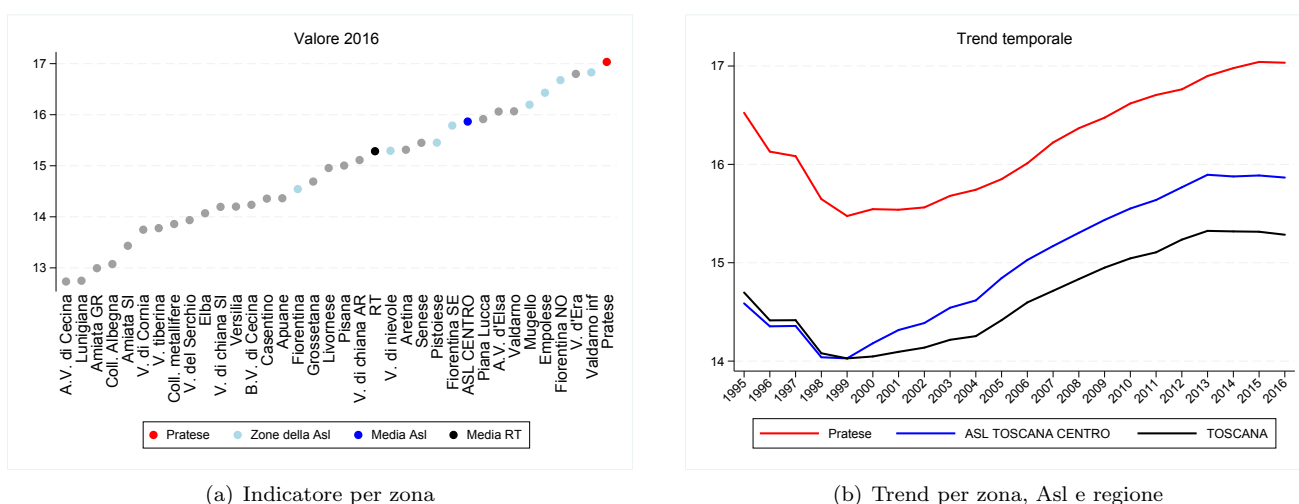 Valore 2016
17
16
15
14
13
A.V. di Cecina
Lunigiana
Amiata GR
Coll. Albegna
Amiata SI
V. di Cornia
V. tiberina
Coll. metallifere
V. del Serchio
Elba
V. di chiana SI
Versilia
B.V. di Cecina
Casentino
Apuane
Fiorentina
Grossetana
Livornese
Pisana
V. di chiana AR
RT
V. di nievole
Aretina
Senese
Pistoiese
Fiorentina SE
ASL CENTRO
Piana Lucca
A.V. d'Elsa
Valdarno
Mugello
Empolese
Fiorentina NO
V. d'Era
Valdarno inf
Pratese
Pratese Zone della Asl Media Asl Media RT
(a) Indicatore per zona
Trend temporale
17
16
15
14
1995
1996
1997
1998
1999
2000
2001
2002
2003
2004
2005
2006
2007
2008
2009
2010
2011
2012
2013
2014
2015
2016
Pratese ASL TOSCANA CENTRO TOSCANA
(b) Trend per zona, Asl e regione